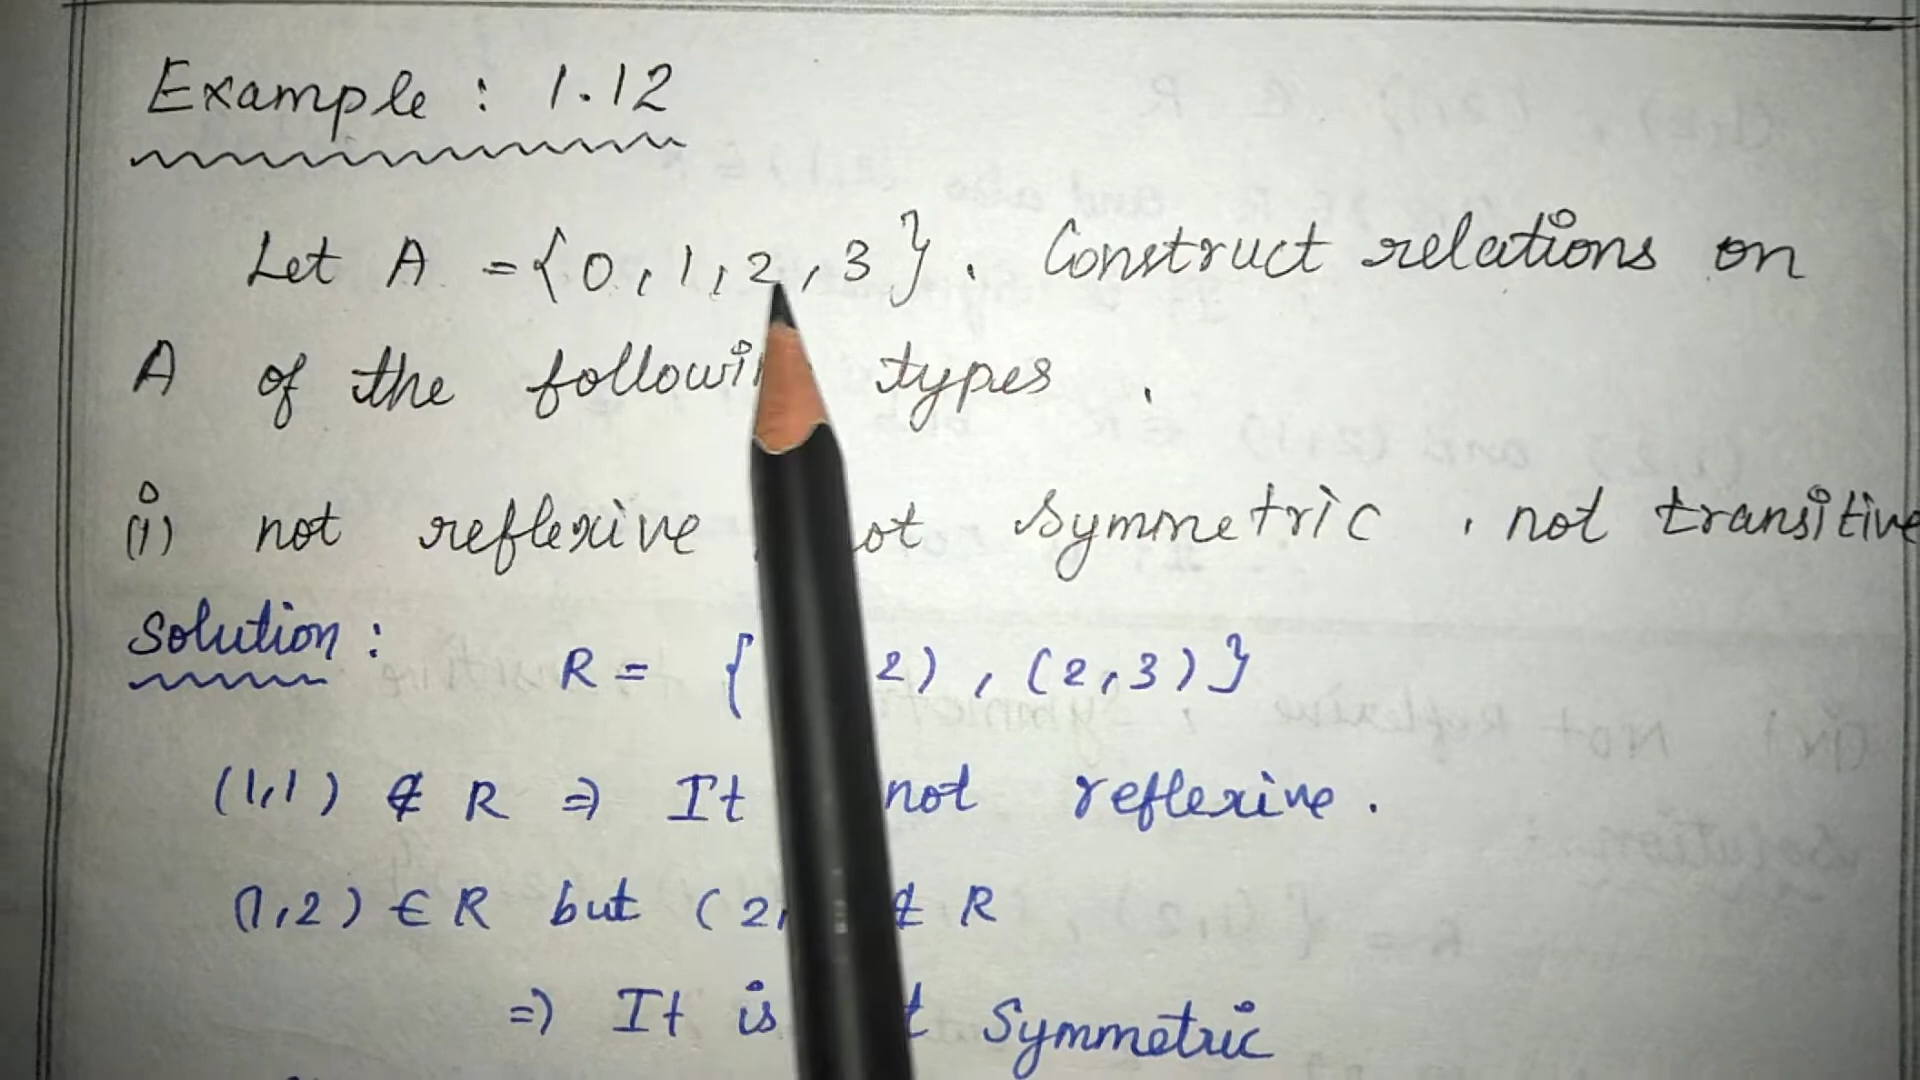 Example : 1.12
Let A = {0, 1, 2, 3}. Construct relations on
A of the types.
(i) not reflexive symmetric, not transitive
Solution :
R = { 2), (2,3)}
(1,1) ∉ R ⇒ It not reflexive.
(1,2) ∈ R but (2, ∉ R
⇒ It is Symmetric